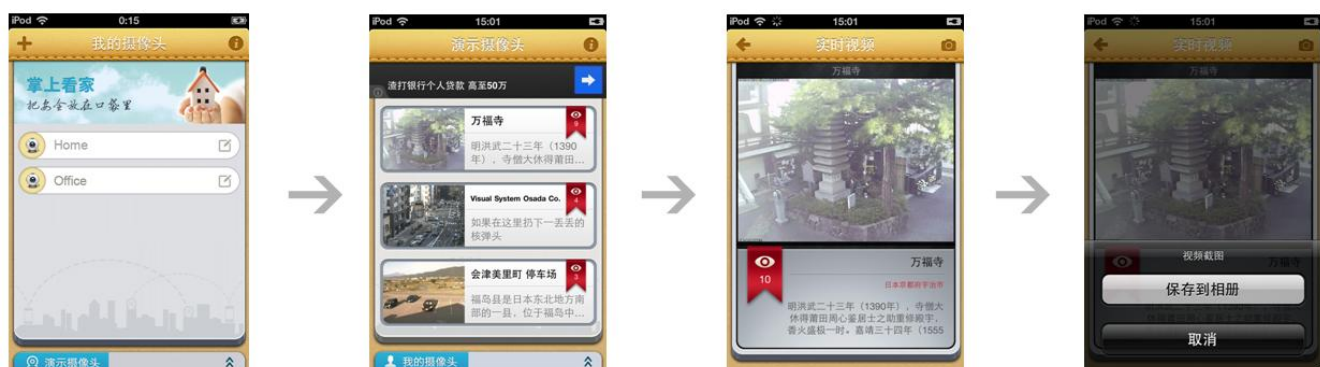 iPod 0:15
我的摄像头
掌上看家
把安全放在口袋里
Home
Office
演示摄像头
iPod 15:01
演示摄像头
渣打银行个人贷款 高至50万
万福寺
9
明洪武二十三年（1390
年），寺僧大休得莆田...
Visual System Osada Co.
4
如果在这里扔下一丢丢的
核弹头
会津美里町 停车场
3
福岛县是日本东北地方南
部的一县，位于福岛中...
我的摄像头
iPod 15:01
实时视频
万福寺
10
万福寺
日本京都府宇治市
明洪武二十三年（1390年），寺僧大
休得莆田周心鉴居士之助重修殿宇，
香火盛极一时。嘉靖三十四年（1555
iPod 15:01
实时视频
万福寺
视频截图
保存到相册
取消